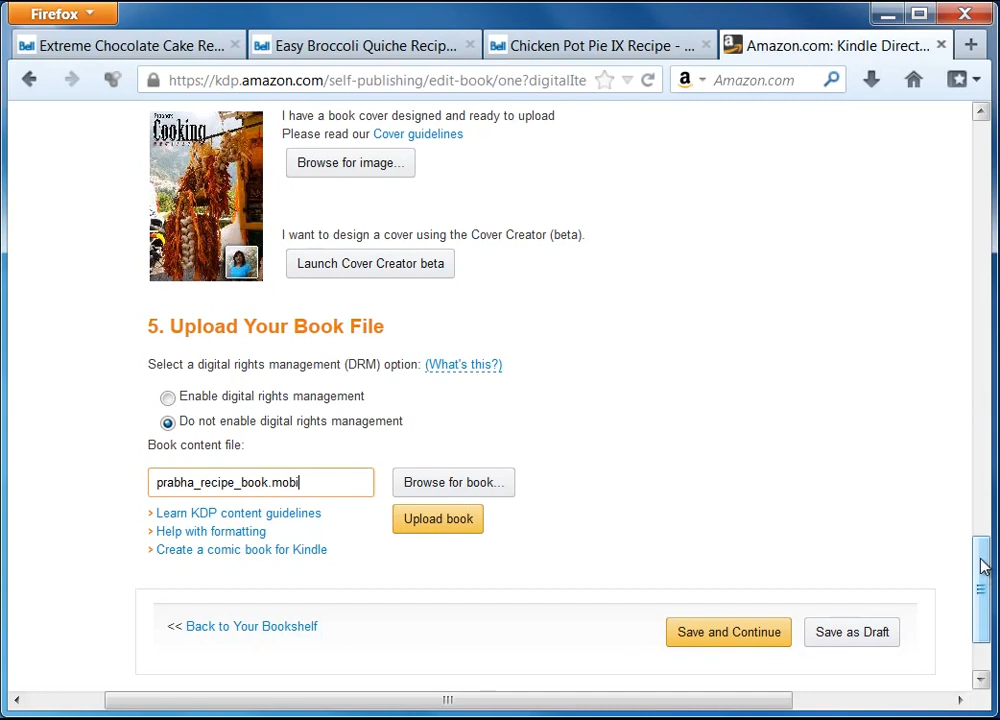 Firefox
Bell Extreme Chocolate Cake Re...
Bell Easy Broccoli Quiche Recip...
Bell Chicken Pot Pie IX Recipe - ...
Amazon.com: Kindle Direct...
https://kdp.amazon.com/self-publishing/edit-book/one?digitalIte
Amazon.com
Cooking
I have a book cover designed and ready to upload
Please read our Cover guidelines
Browse for image...
I want to design a cover using the Cover Creator (beta).
Launch Cover Creator beta
5. Upload Your Book File
Select a digital rights management (DRM) option: (What's this?)
Enable digital rights management
Do not enable digital rights management
Book content file:
prabha_recipe_book.mobi
Browse for book...
› Learn KDP content guidelines
Upload book
› Help with formatting
› Create a comic book for Kindle
<< Back to Your Bookshelf
Save and Continue
Save as Draft